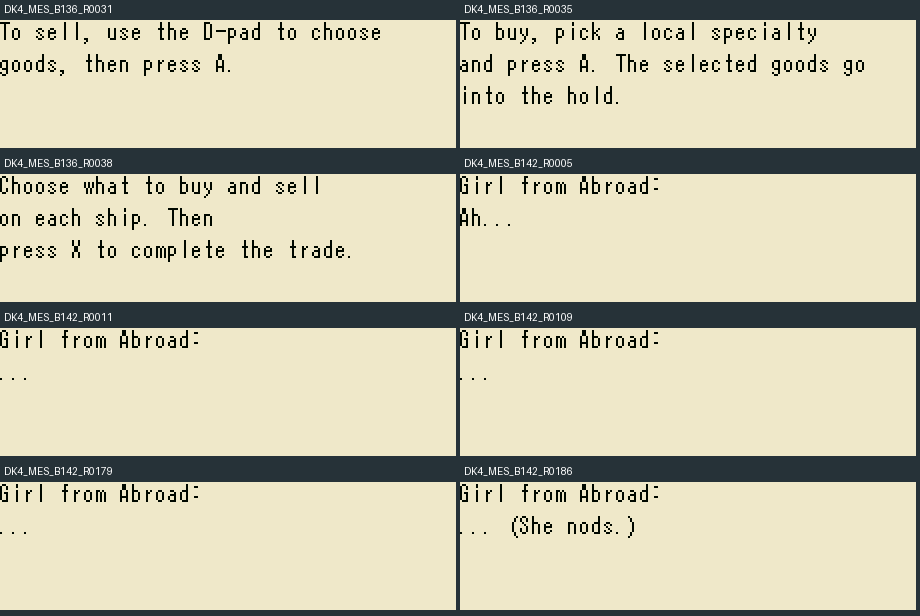 DK4_MES_B136_R0031
To sell, use the D-pad to choose
goods, then press A.
DK4_MES_B136_R0035
To buy, pick a local specialty
and press A. The selected goods go
into the hold.
DK4_MES_B136_R0038
Choose what to buy and sell
on each ship. Then
press X to complete the trade.
DK4_MES_B142_R0005
Girl from Abroad:
Ah...
DK4_MES_B142_R0011
Girl from Abroad:
...
DK4_MES_B142_R0109
Girl from Abroad:
...
DK4_MES_B142_R0179
Girl from Abroad:
...
DK4_MES_B142_R0186
Girl from Abroad:
... (She nods.)